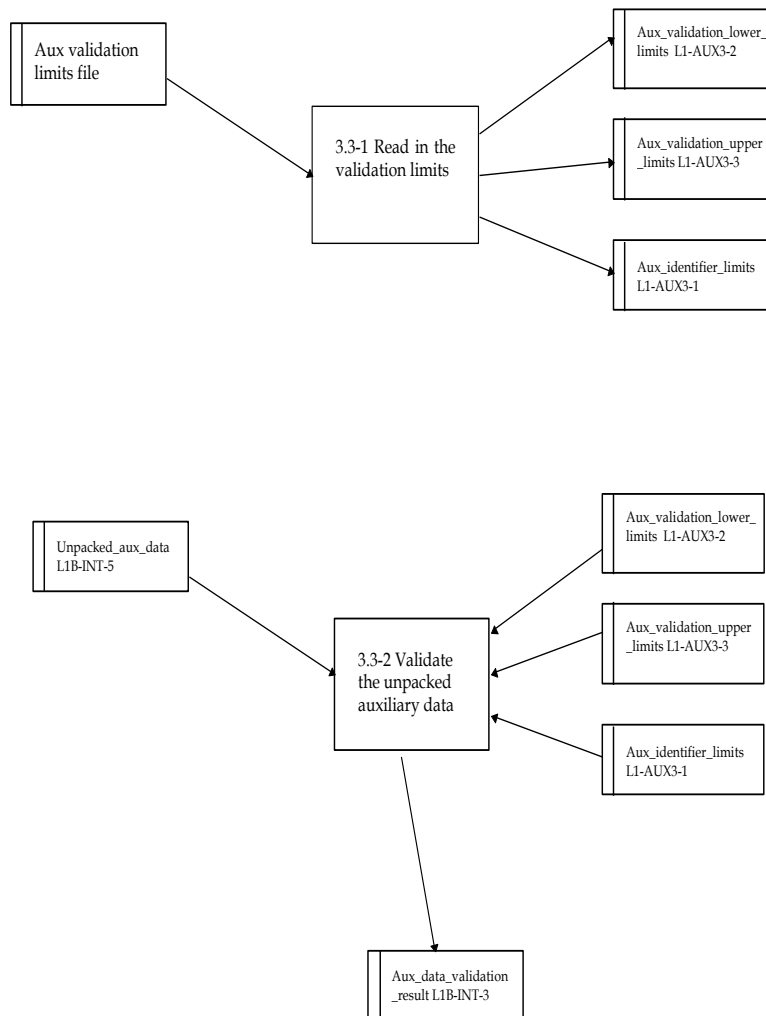 Aux validation
limits file
3.3-1 Read in the
validation limits
Aux_validation_lower_
limits L1-AUX3-2
Aux_validation_upper
_limits L1-AUX3-3
Aux_identifier_limits
L1-AUX3-1
Unpacked_aux_data
L1B-INT-5
3.3-2 Validate
the unpacked
auxiliary data
Aux_validation_lower_
limits L1-AUX3-2
Aux_validation_upper
_limits L1-AUX3-3
Aux_identifier_limits
L1-AUX3-1
Aux_data_validation
_result L1B-INT-3